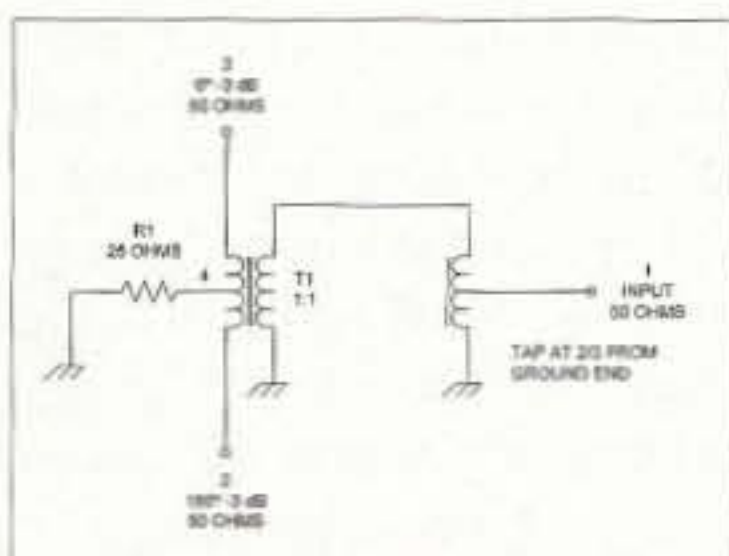 3
0° -3 dB
50 OHMS
R1
25 OHMS
4
T1
1:1
1
INPUT
50 OHMS
TAP AT 2/3 FROM
GROUND END
2
180° -3 dB
50 OHMS